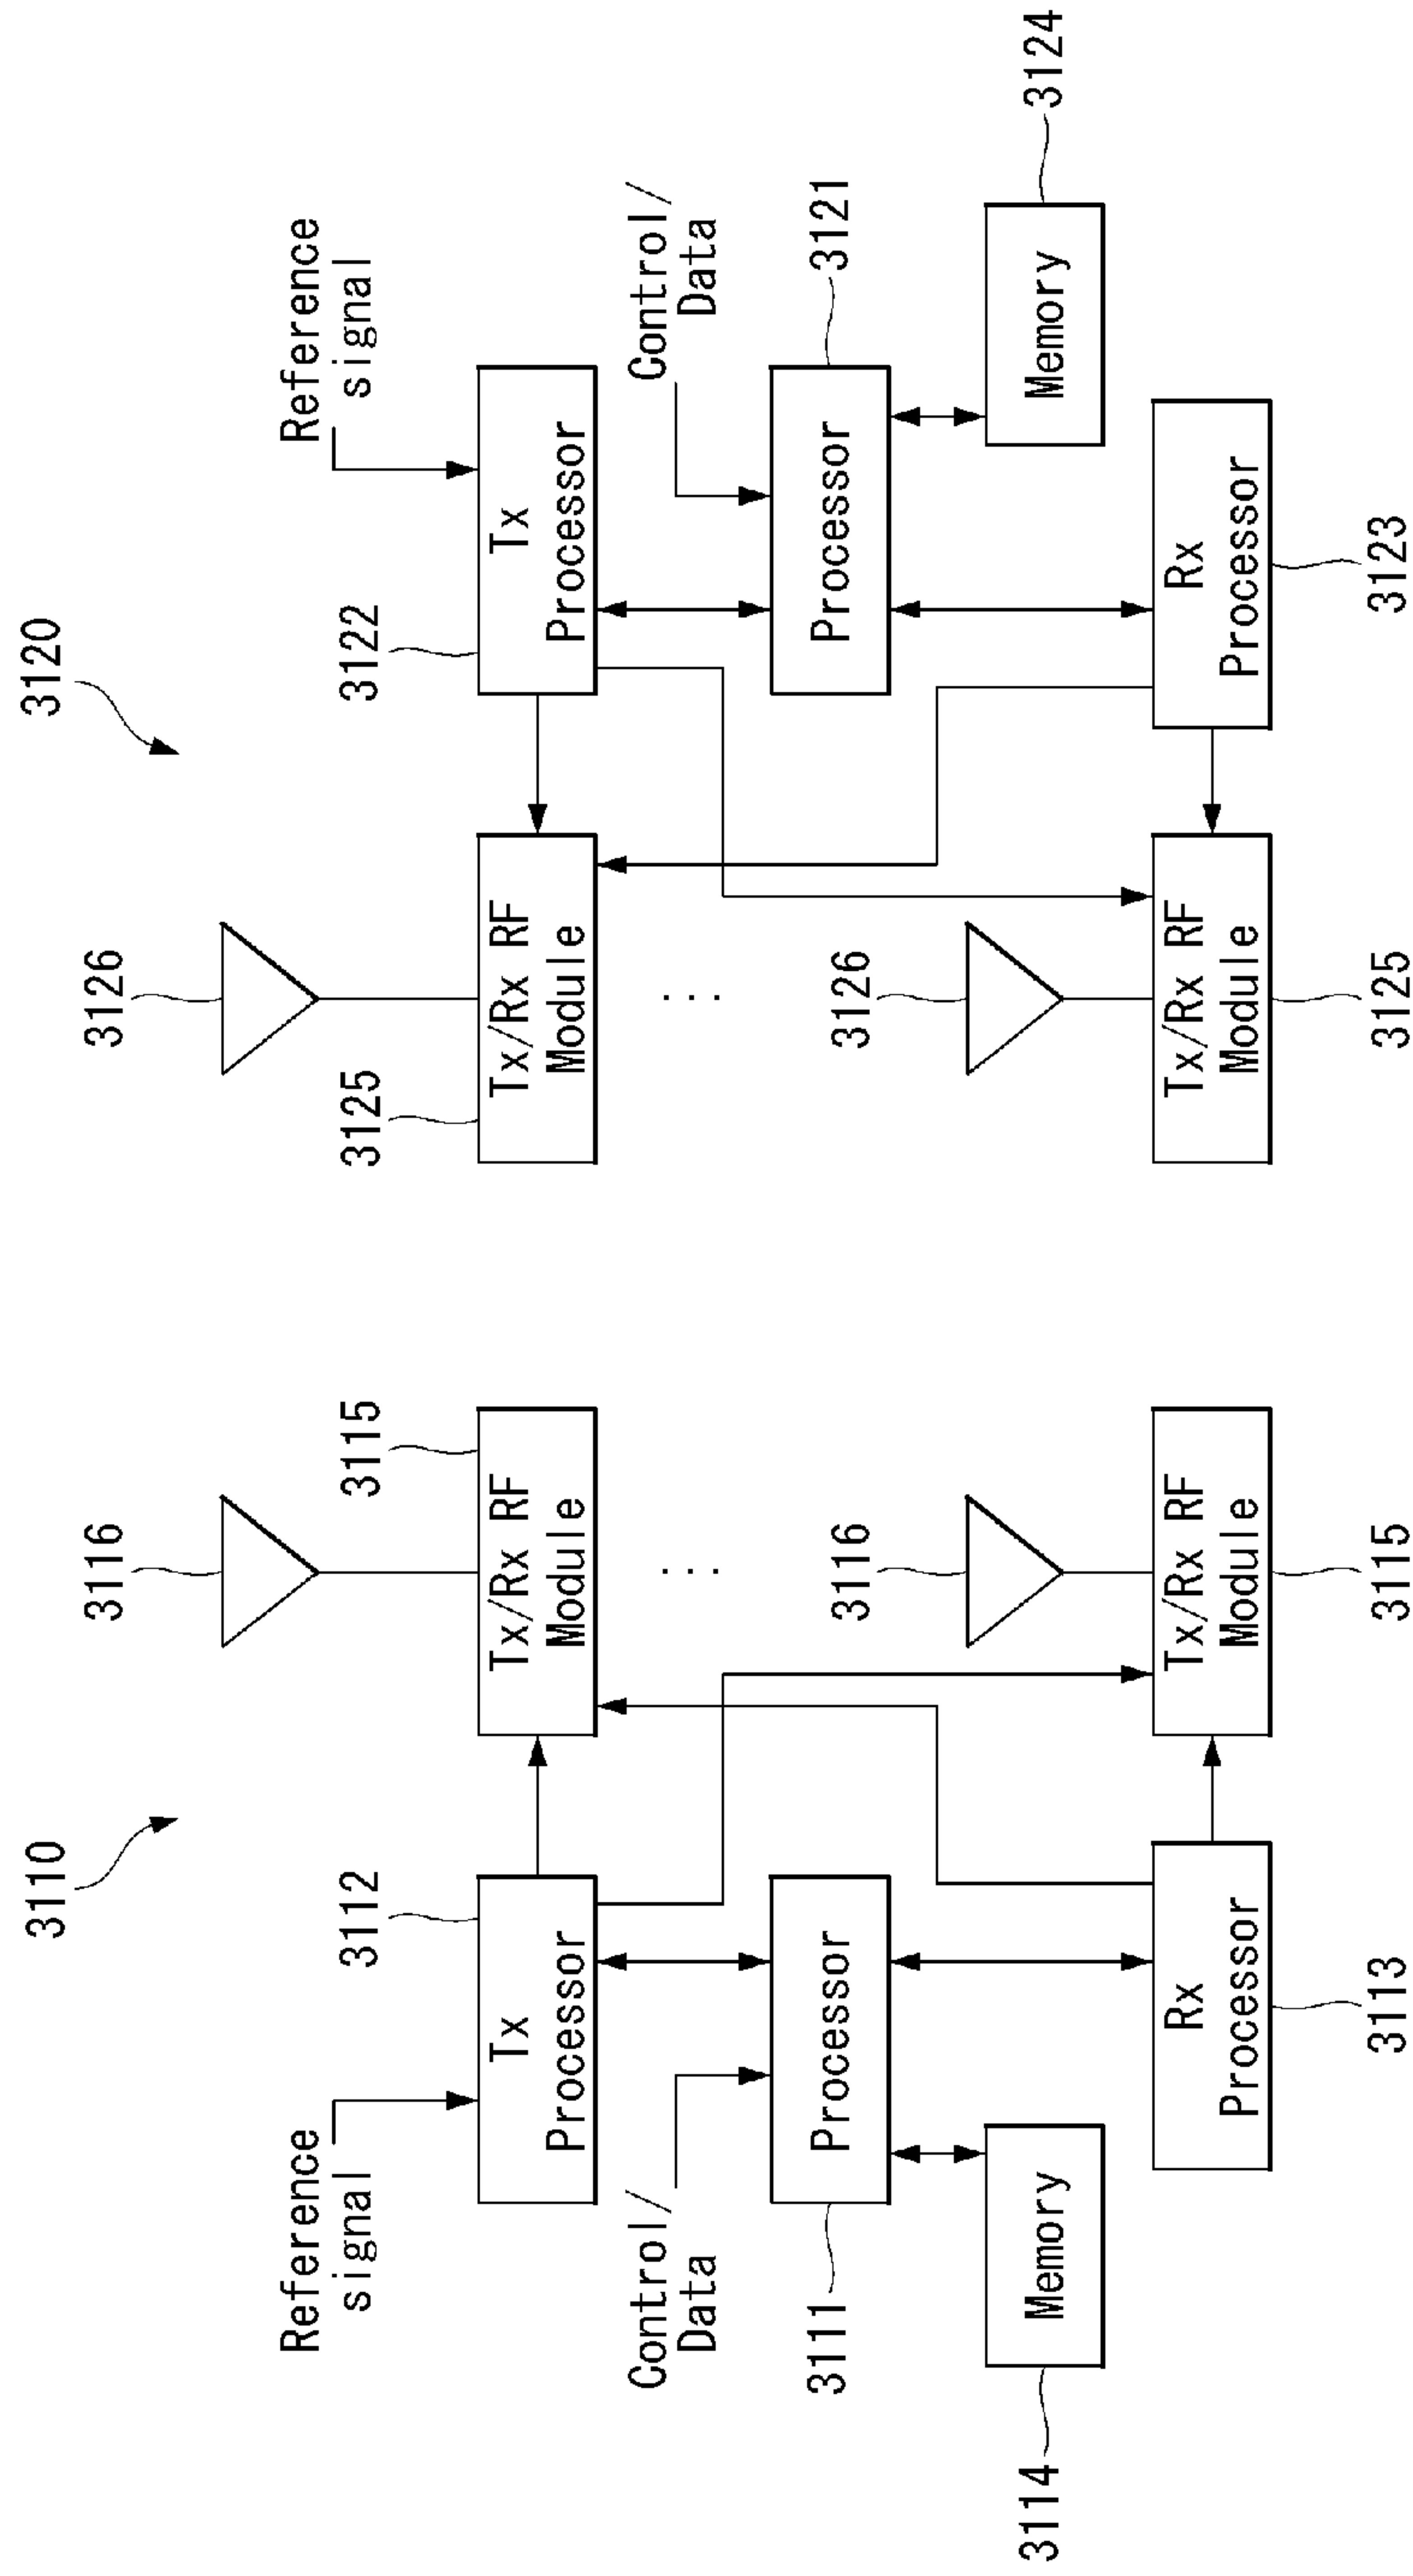 3110
3120
3116
3126
Reference
signal
3112
3115
3125
3122
Reference
signal
Tx
Processor
Tx/Rx RF
Module
Tx/Rx RF
Module
Tx
Processor
Control/
Data
...
...
Control/
Data
3111
Processor
3116
3126
Processor
3121
3114
Memory
Memory
3124
Rx
Processor
Tx/Rx RF
Module
Tx/Rx RF
Module
Rx
Processor
3113
3115
3125
3123